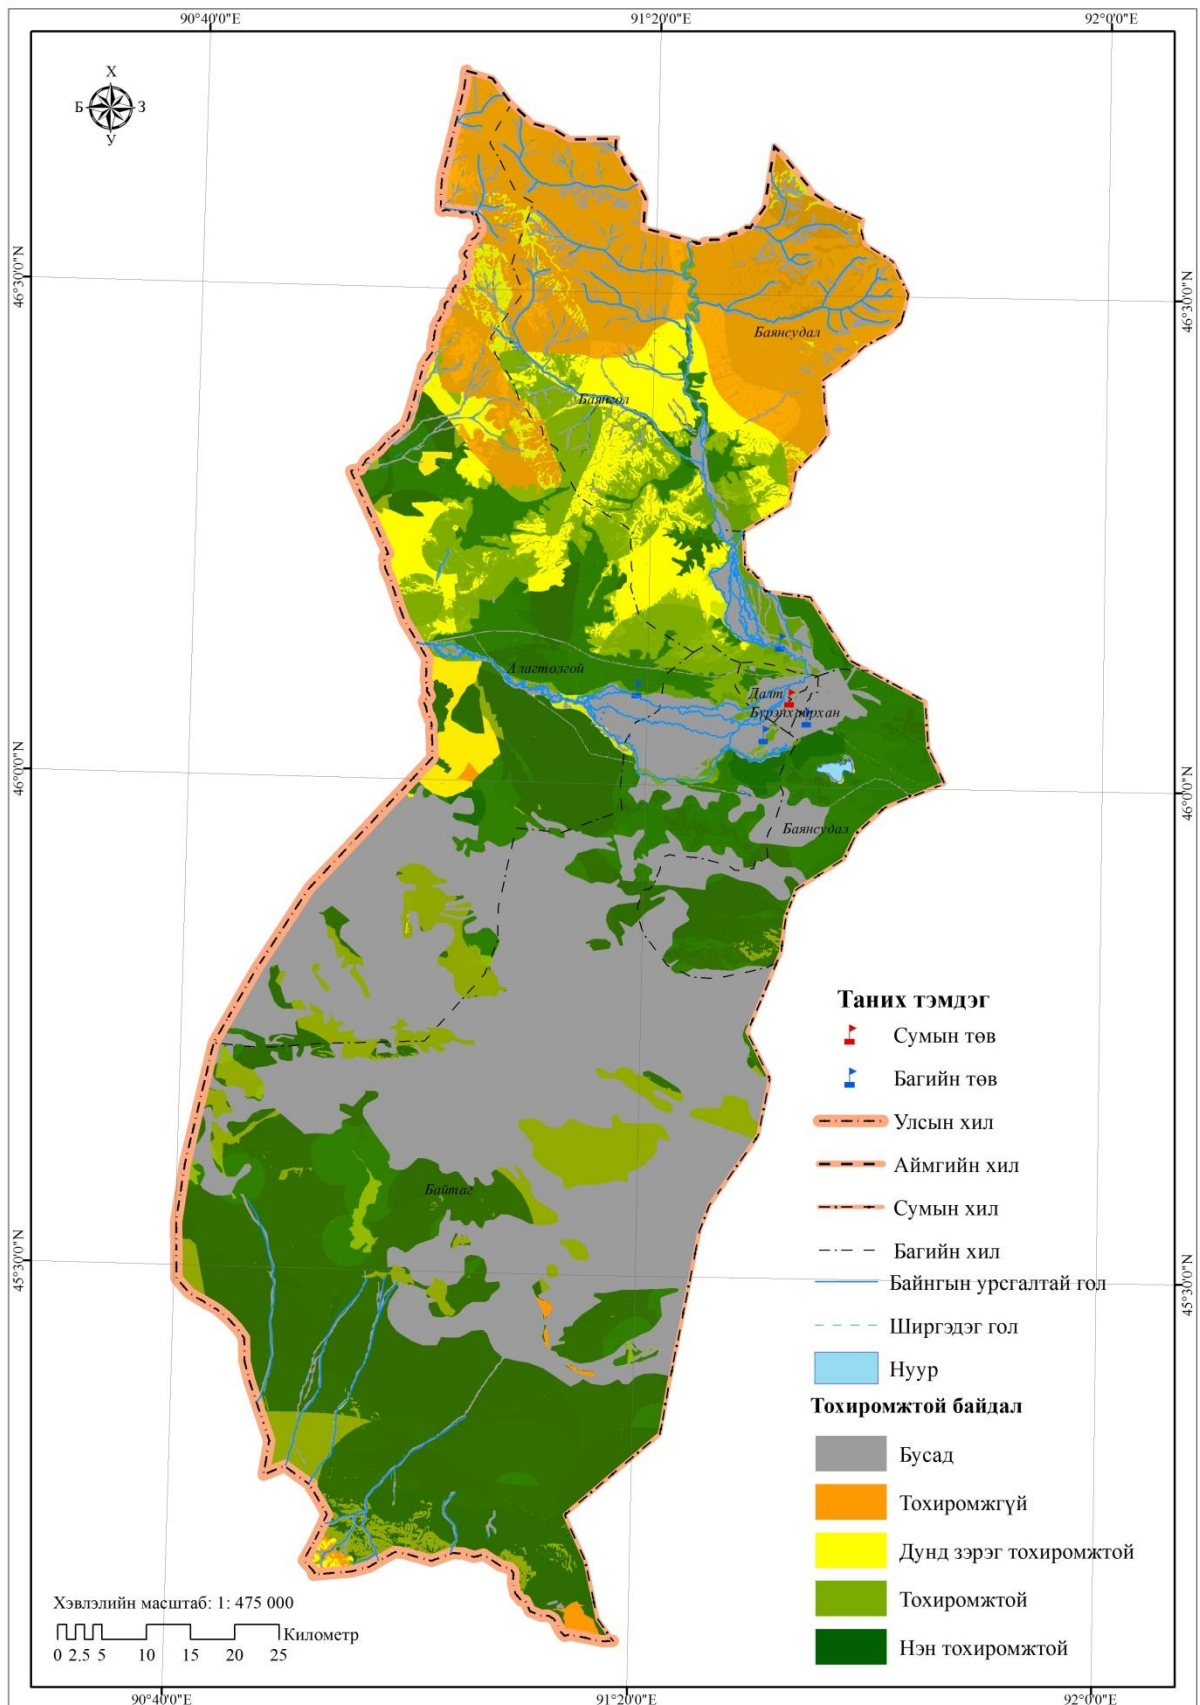 90°40'0"E
91°20'0"E
92°0'0"E
Х
Б
З
У
46°30'0"N
46°30'0"N
Баянсудал
Баянгол
Алагтолгой
Далт
Бүрэнхайрхан
46°0'0"N
46°0'0"N
Баянсудал
Таних тэмдэг
Сумын төв
Багийн төв
Улсын хил
Аймгийн хил
Байтаг
Сумын хил
Багийн хил
45°30'0"N
45°30'0"N
Байнгын урсгалтай гол
Ширгэдэг гол
Нуур
Тохиромжтой байдал
Бусад
Тохиромжгүй
Дунд зэрэг тохиромжтой
Тохиромжтой
Нэн тохиромжтой
Хэвлэлийн масштаб: 1: 475 000
Километр
0 2.5 5 10 15 20 25
90°40'0"E
91°20'0"E
92°0'0"E